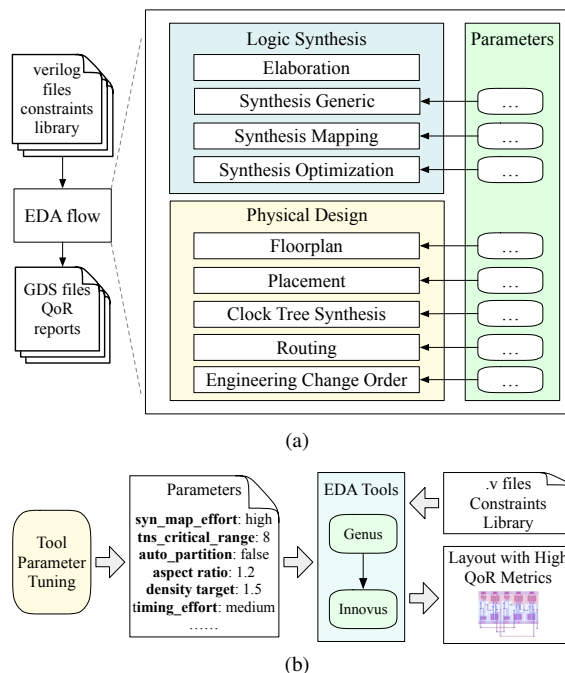 verilog
files
constraints
library
EDA flow
GDS files
QoR
reports
Logic Synthesis
Elaboration
Synthesis Generic
Synthesis Mapping
Synthesis Optimization
Physical Design
Floorplan
Placement
Clock Tree Synthesis
Routing
Engineering Change Order
Parameters
...
...
...
...
...
...
...
...
(a)
Tool
Parameter
Tuning
Parameters
syn_map_effort: high
tns_critical_range: 8
auto_partition: false
aspect ratio: 1.2
density target: 1.5
timing_effort: medium
......
EDA Tools
Genus
Innovus
.v files
Constraints
Library
Layout with High
QoR Metrics
(b)